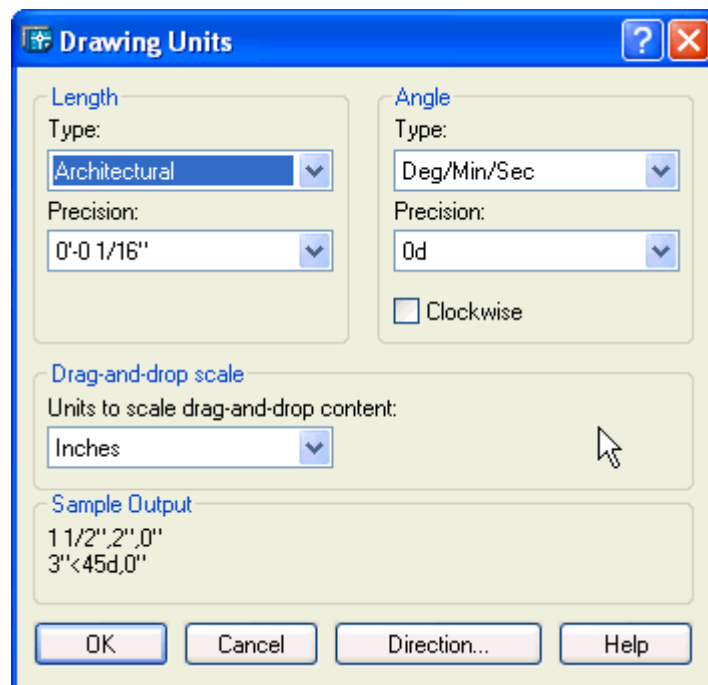 Drawing Units
Length
Type:
Architectural
Precision:
0'-0 1/16"
Angle
Type:
Deg/Min/Sec
Precision:
0d
Clockwise
Drag-and-drop scale
Units to scale drag-and-drop content:
Inches
Sample Output
1 1/2",2",0"
3"<45d,0"
OK
Cancel
Direction...
Help